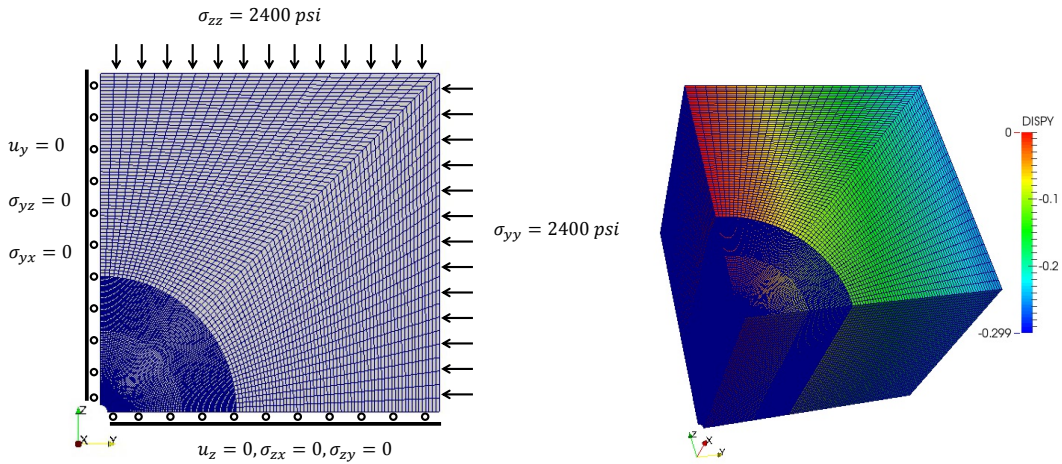 σ_zz = 2400 psi
u_y = 0
σ_yz = 0
σ_yx = 0
σ_yy = 2400 psi
u_z = 0, σ_zx = 0, σ_zy = 0
Z
X Y
DISPY
0
-0.1
-0.2
-0.299
Z X
Y